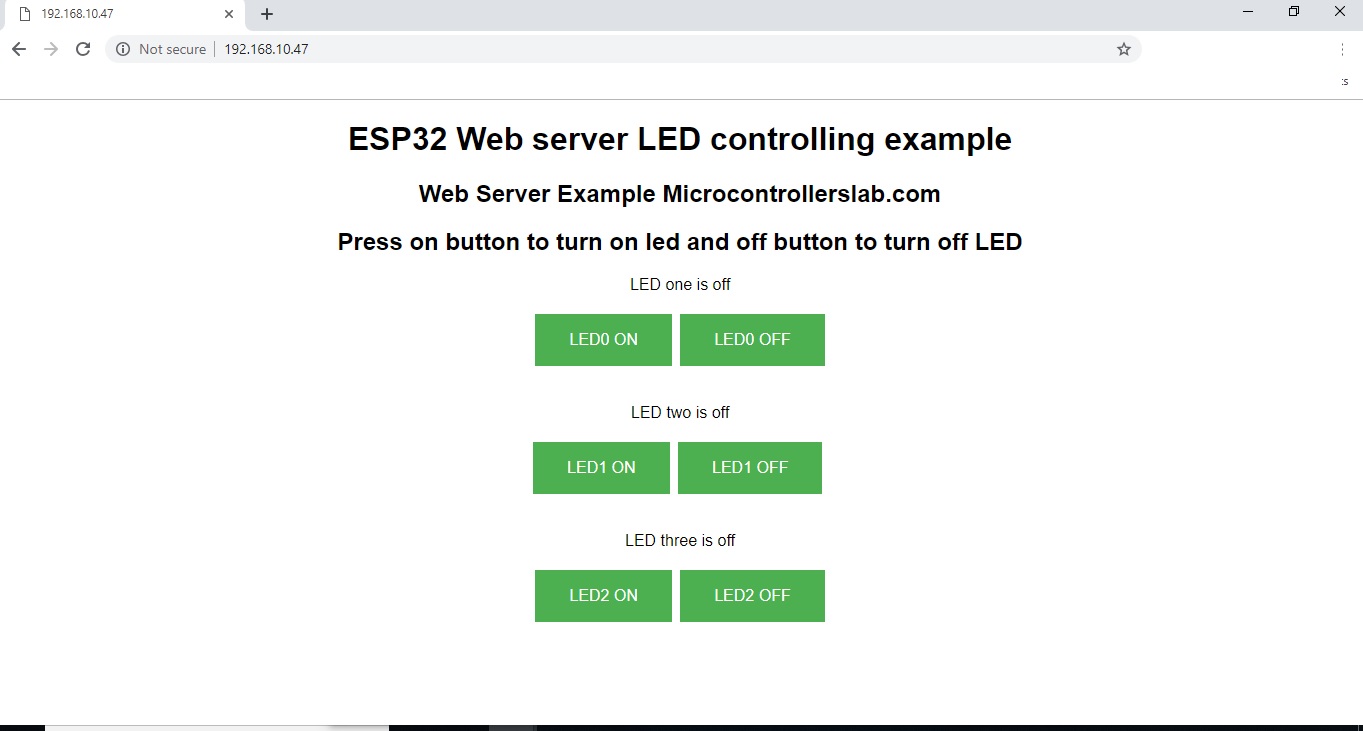 192.168.10.47
Not secure 192.168.10.47
ESP32 Web server LED controlling example
Web Server Example Microcontrollerslab.com
Press on button to turn on led and off button to turn off LED
LED one is off
LED0 ON LED0 OFF
LED two is off
LED1 ON LED1 OFF
LED three is off
LED2 ON LED2 OFF